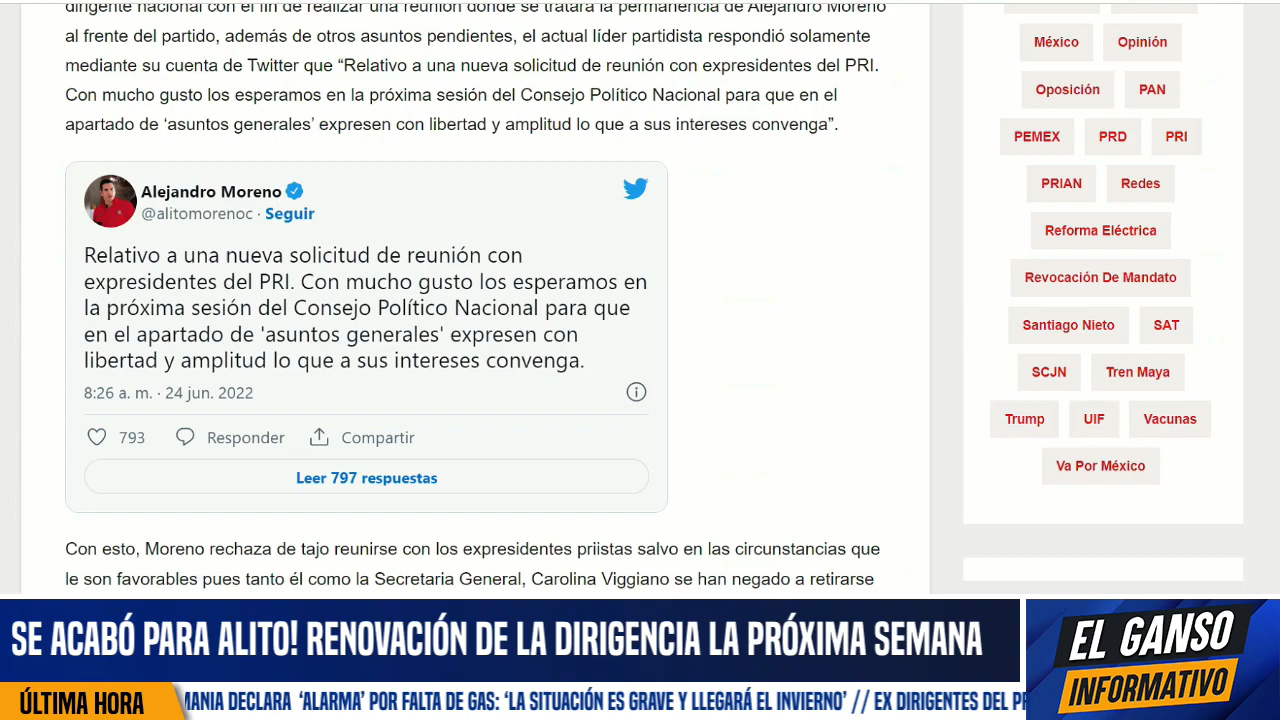 dirigente nacional con el fin de realizar una reunión donde se tratará la permanencia de Alejandro Moreno
al frente del partido, además de otros asuntos pendientes, el actual líder partidista respondió solamente
mediante su cuenta de Twitter que “Relativo a una nueva solicitud de reunión con expresidentes del PRI.
Con mucho gusto los esperamos en la próxima sesión del Consejo Político Nacional para que en el
apartado de ‘asuntos generales’ expresen con libertad y amplitud lo que a sus intereses convenga”.
Alejandro Moreno
@alitomorenoc · Seguir
Relativo a una nueva solicitud de reunión con
expresidentes del PRI. Con mucho gusto los esperamos en
la próxima sesión del Consejo Político Nacional para que
en el apartado de 'asuntos generales' expresen con
libertad y amplitud lo que a sus intereses convenga.
8:26 a. m. · 24 jun. 2022
793 Responder Compartir
Leer 797 respuestas
Con esto, Moreno rechaza de tajo reunirse con los expresidentes priistas salvo en las circunstancias que
le son favorables pues tanto él como la Secretaria General, Carolina Viggiano se han negado a retirarse
México Opinión
Oposición PAN
PEMEX PRD PRI
PRIAN Redes
Reforma Eléctrica
Revocación De Mandato
Santiago Nieto SAT
SCJN Tren Maya
Trump UIF Vacunas
Va Por México
SE ACABÓ PARA ALITO! RENOVACIÓN DE LA DIRIGENCIA LA PRÓXIMA SEMANA
EL GANSO
INFORMATIVO
ÚLTIMA HORA
MANIA DECLARA ‘ALARMA’ POR FALTA DE GAS: ‘LA SITUACIÓN ES GRAVE Y LLEGARÁ EL INVIERNO’ // EX DIRIGENTES DEL